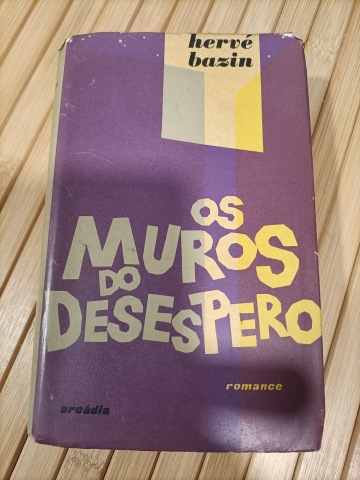 hervé
bazin
OS
MUROS
DO
DESESPERO
romance
arcádia